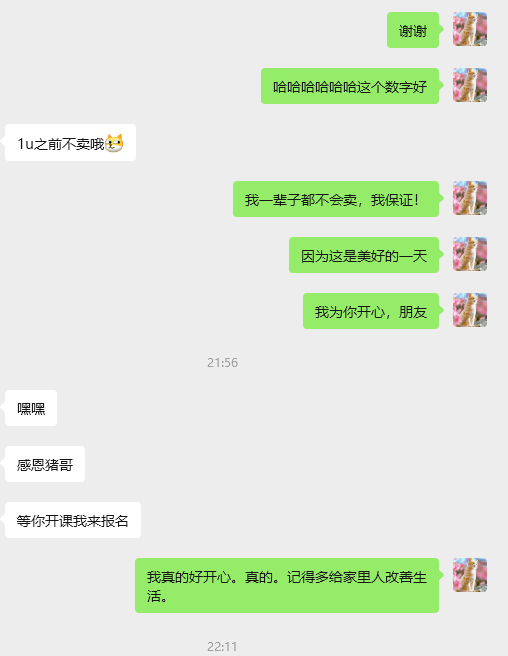 谢谢
哈哈哈哈哈哈这个数字好
1u之前不卖哦
我一辈子都不会卖，我保证！
因为这是美好的一天
我为你开心，朋友
21:56
嘿嘿
感恩猪哥
等你开课我来报名
我真的好开心。真的。记得多给家里人改善生
活。
22:11